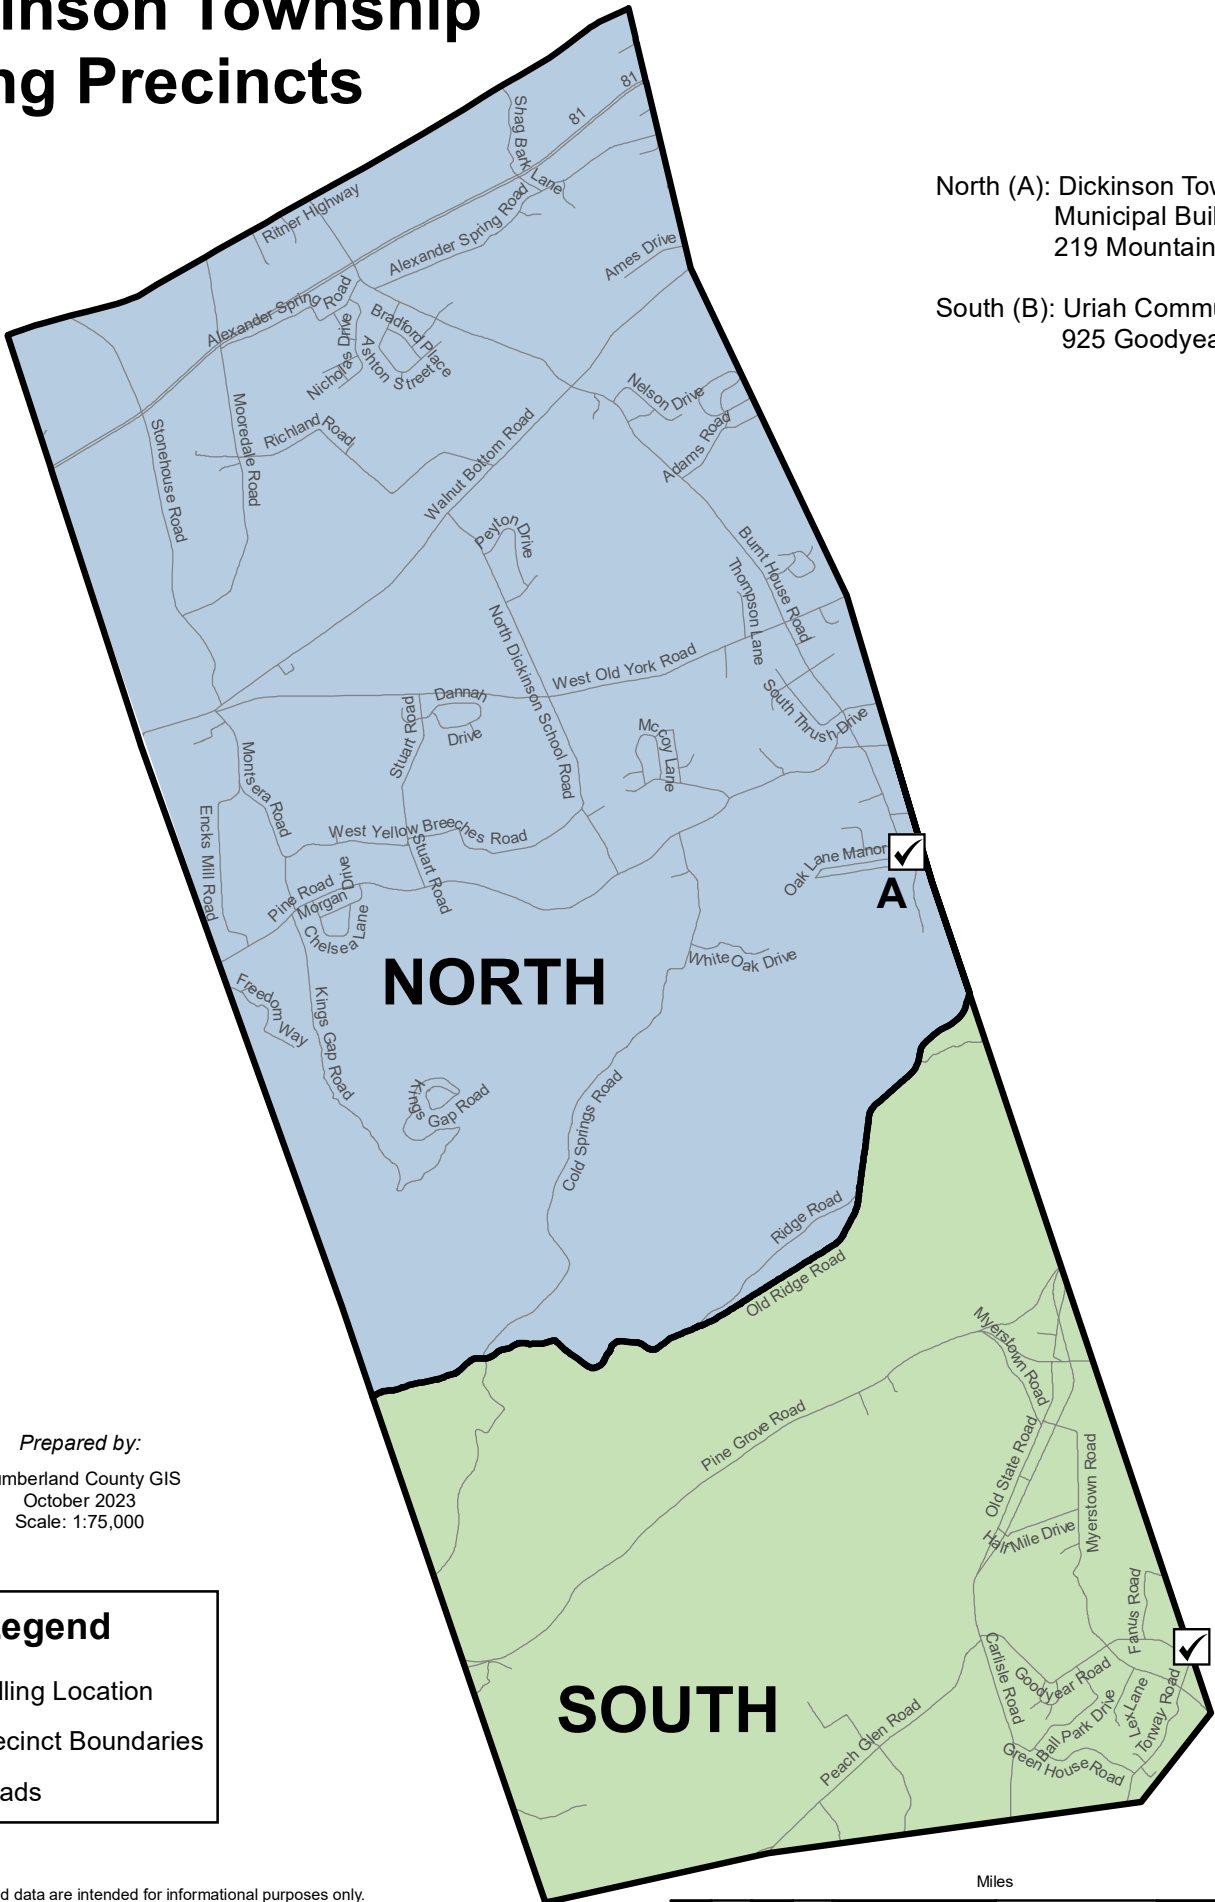 inson Township
ng Precincts
North (A): Dickinson Tow
Municipal Buil
219 Mountain
South (B): Uriah Commu
925 Goodyea
81
81
Shag Bark Lane
Ritner Highway
Alexander Spring Road
Ames Drive
Alexander Spring Road
Nicholas Drive
Bradford Place
Ashton Street
Nelson Drive
Adams Road
Stonehouse Road
Mooredale Road
Richland Road
Walnut Bottom Road
Peyton Drive
Burnt House Road
Thompson Lane
North Dickinson School Road
West Old York Road
South Thrush Drive
Dannah Drive
Stuart Road
Mccoy Lane
Montsera Road
Encks Mill Road
West Yellow Breeches Road
Stuart Road
Oak Lane Manor
A
Pine Road
Morgan Drive
Chelsea Lane
White Oak Drive
NORTH
Freedom Way
Kings Gap Road
Kings Gap Road
Cold Springs Road
Ridge Road
Old Ridge Road
Myerstown Road
Pine Grove Road
Old State Road
Myerstown Road
Half Mile Drive
Fanus Road
Carlisle Road
Goodyear Road
Ball Park Drive
Lex Lane
Torway Road
Green House Road
Peach Glen Road
SOUTH
Prepared by:
umberland County GIS
October 2023
Scale: 1:75,000
egend
lling Location
ecinct Boundaries
ads
d data are intended for informational purposes only.
Miles